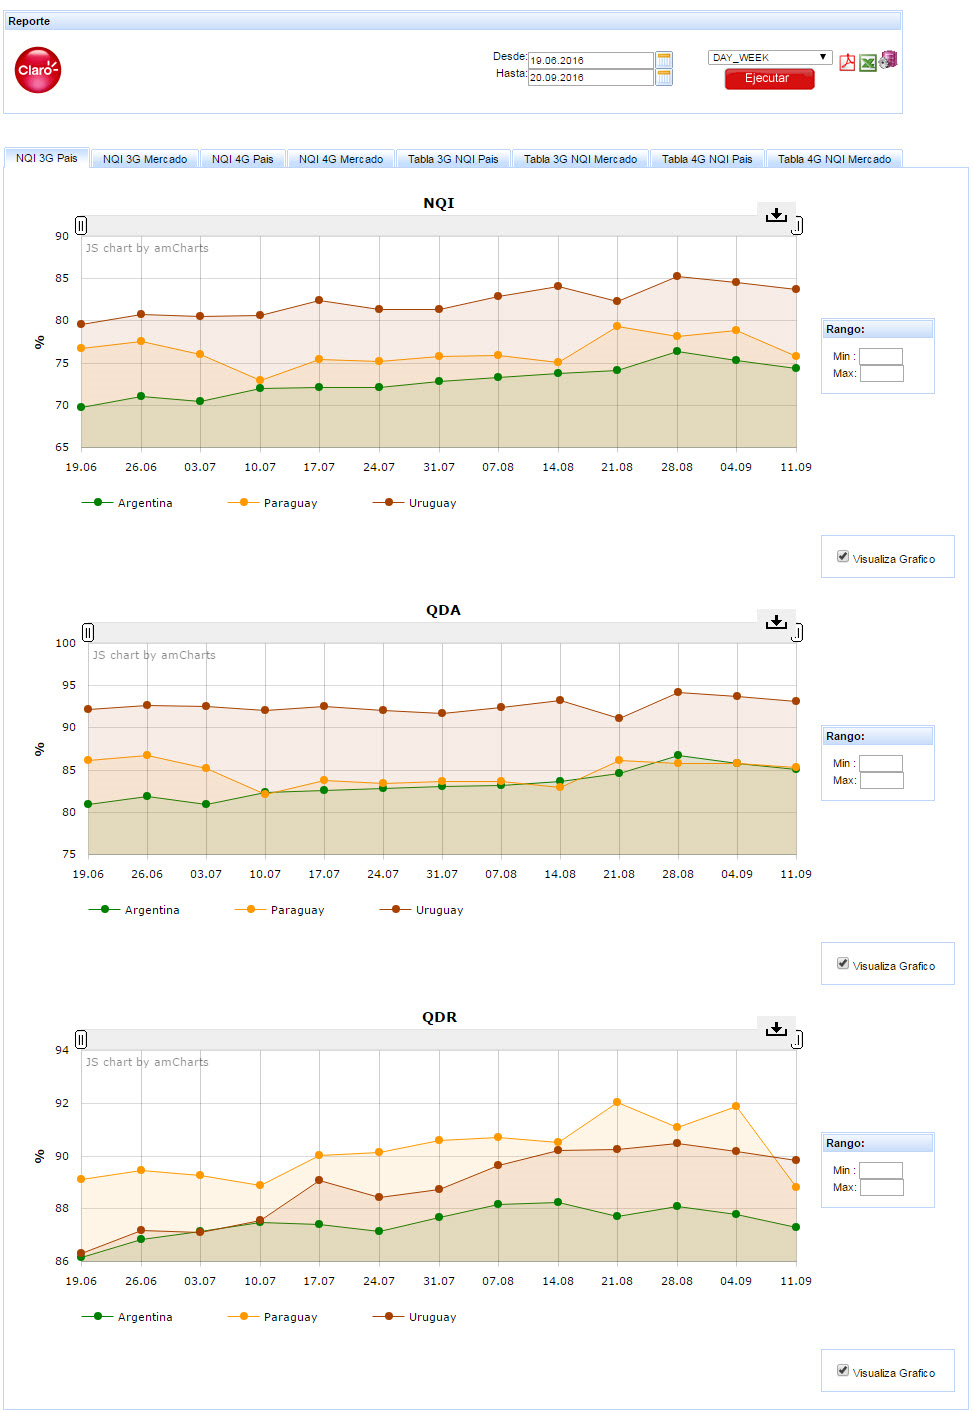 Reporte
Claro
Desde: 19.06.2016
Hasta: 20.09.2016
DAY_WEEK
Ejecutar
NQI 3G Pais NQI 3G Mercado NQI 4G Pais NQI 4G Mercado Tabla 3G NQI Pais Tabla 3G NQI Mercado Tabla 4G NQI Pais Tabla 4G NQI Mercado
NQI
JS chart by amCharts
90
85
80
75
70
65
%
19.06 26.06 03.07 10.07 17.07 24.07 31.07 07.08 14.08 21.08 28.08 04.09 11.09
Argentina Paraguay Uruguay
Rango:
Min :
Max:
Visualiza Grafico
QDA
JS chart by amCharts
100
95
90
85
80
75
%
19.06 26.06 03.07 10.07 17.07 24.07 31.07 07.08 14.08 21.08 28.08 04.09 11.09
Argentina Paraguay Uruguay
Rango:
Min :
Max:
Visualiza Grafico
QDR
JS chart by amCharts
94
92
90
88
86
%
19.06 26.06 03.07 10.07 17.07 24.07 31.07 07.08 14.08 21.08 28.08 04.09 11.09
Argentina Paraguay Uruguay
Rango:
Min :
Max:
Visualiza Grafico